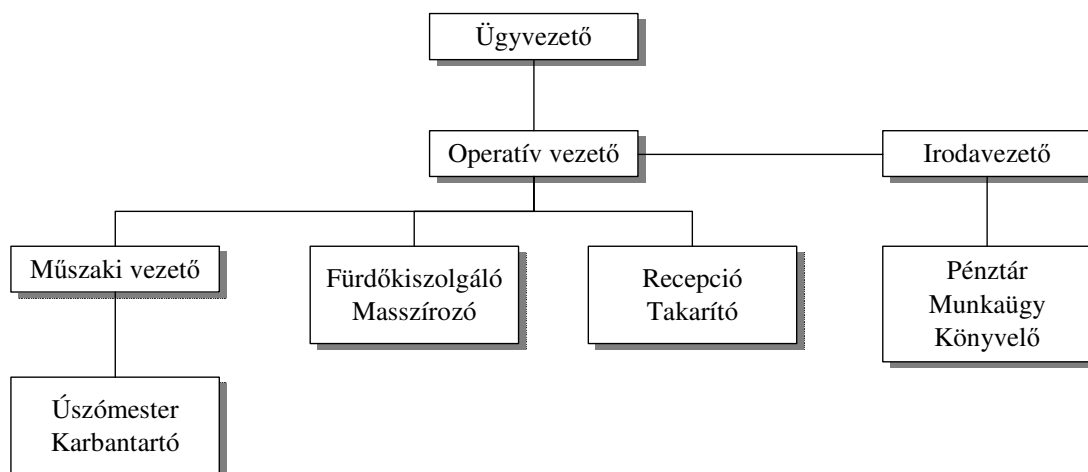 Ügyvezető
Operatív vezető
Irodavezető
Műszaki vezető
Fürdőkiszolgáló
Masszírozó
Recepció
Takarító
Pénztár
Munkaügy
Könyvelő
Úszómester
Karbantartó